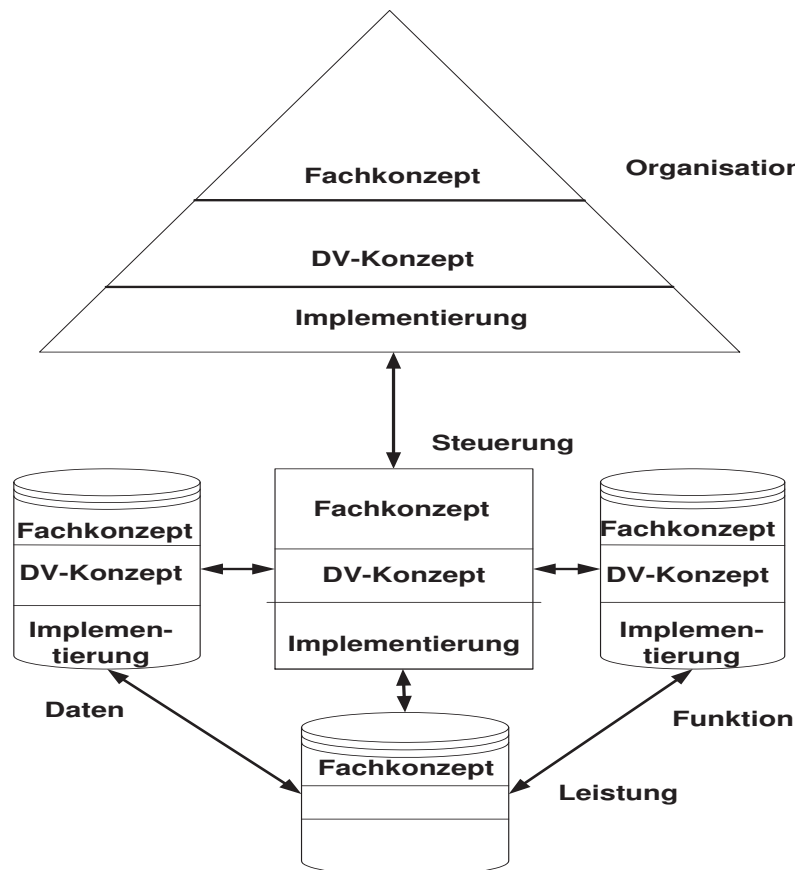 Fachkonzept
Organisation
DV-Konzept
Implementierung
Steuerung
Fachkonzept
DV-Konzept
Implemen-
tierung
Fachkonzept
DV-Konzept
Implementierung
Fachkonzept
DV-Konzept
Implemen-
tierung
Daten
Funktion
Fachkonzept
Leistung